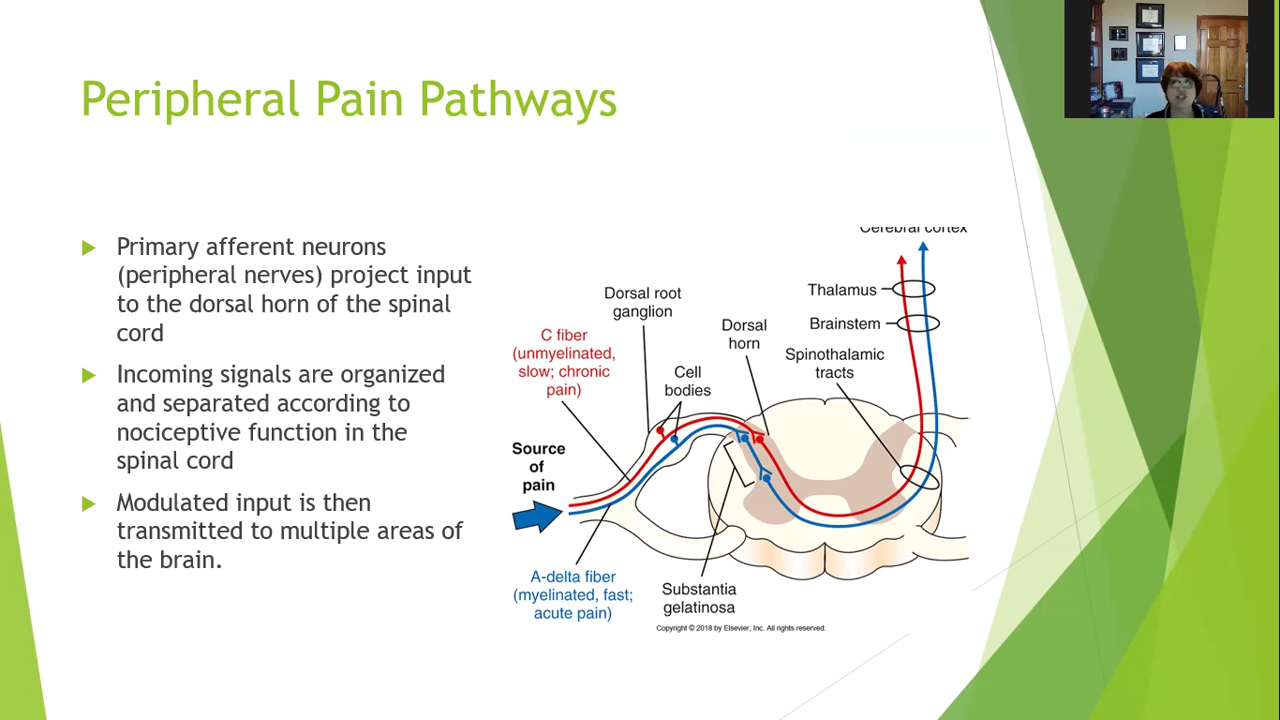 Peripheral Pain Pathways
Primary afferent neurons
(peripheral nerves) project input
to the dorsal horn of the spinal
cord
Incoming signals are organized
and separated according to
nociceptive function in the
spinal cord
Modulated input is then
transmitted to multiple areas of
the brain.
Cerebral cortex
Thalamus
Brainstem
Spinothalamic
tracts
Dorsal root
ganglion
Dorsal
horn
C fiber
(unmyelinated,
slow; chronic
pain)
Cell
bodies
Source
of
pain
A-delta fiber
(myelinated, fast;
acute pain)
Substantia
gelatinosa
Copyright © 2018 by Elsevier, Inc. All rights reserved.